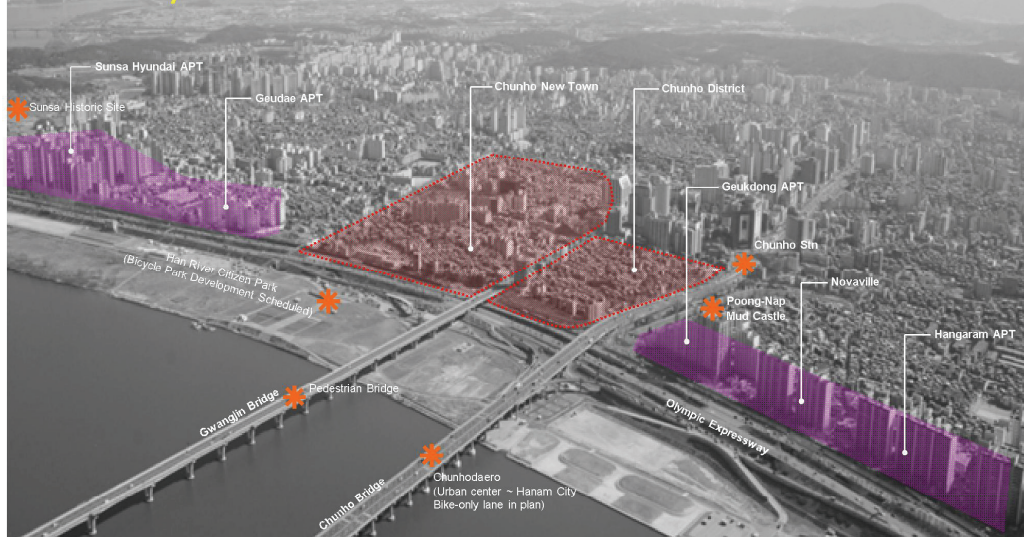 Sunsa Hyundai APT
Sunsa Historic Site
Geudae APT
Chunho New Town
Chunho District
Geukdong APT
Chunho Stn
Poong-Nap
Mud Castle
Novaville
Hangaram APT
Han River Citizen Park
(Bicycle Park Development Scheduled)
Pedestrian Bridge
Gwangjin Bridge
Olympic Expressway
Chunho Bridge
Chunhodaero
(Urban center ~ Hanam City
Bike-only lane in plan)